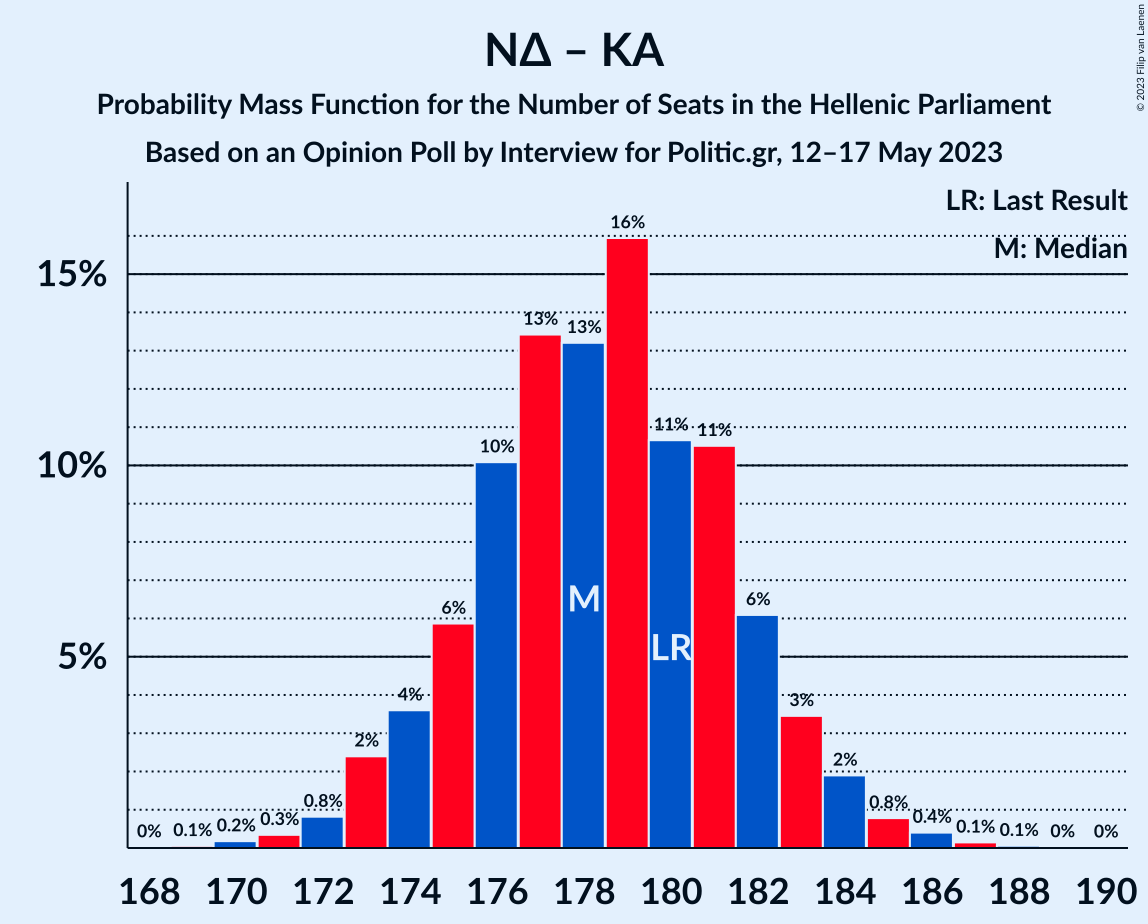 NΔ – KA
Probability Mass Function for the Number of Seats in the Hellenic Parliament
Based on an Opinion Poll by Interview for Politic.gr, 12–17 May 2023
© 2023 Filip van Laenen
LR: Last Result
M: Median
15%
10%
5%
0%
0.1%
0.2%
0.3%
0.8%
2%
4%
6%
10%
13%
13%
16%
11%
11%
6%
3%
2%
0.8%
0.4%
0.1%
0.1%
0%
0%
M
LR
168 170 172 174 176 178 180 182 184 186 188 190